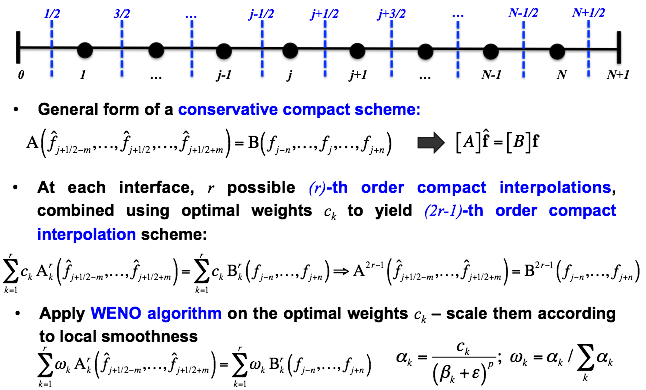 1/2 3/2 ... j-1/2 j+1/2 j+3/2 ... N-1/2 N+1/2
0 1 ... j-1 j j+1 ... N-1 N N+1
• General form of a conservative compact scheme:
A(f̂_{j+1/2-m},…,f̂_{j+1/2},…,f̂_{j+1/2+m}) = B(f_{j-n},…,f_j,…,f_{j+n}) ➡ [A]f̂ = [B]f
• At each interface, r possible (r)-th order compact interpolations,
combined using optimal weights c_k to yield (2r-1)-th order compact
interpolation scheme:
∑_{k=1}^{r} c_k A_k^r(f̂_{j+1/2-m},…,f̂_{j+1/2+m}) = ∑_{k=1}^{r} c_k B_k^r(f_{j-n},…,f_{j+n}) ⇒ A^{2r-1}(f̂_{j+1/2-m},…,f̂_{j+1/2+m}) = B^{2r-1}(f_{j-n},…,f_{j+n})
• Apply WENO algorithm on the optimal weights c_k – scale them according
to local smoothness
∑_{k=1}^{r} ω_k A_k^r(f̂_{j+1/2-m},…,f̂_{j+1/2+m}) = ∑_{k=1}^{r} ω_k B_k^r(f_{j-n},…,f_{j+n}) α_k = c_k / (β_k + ε)^p ; ω_k = α_k / ∑_k α_k